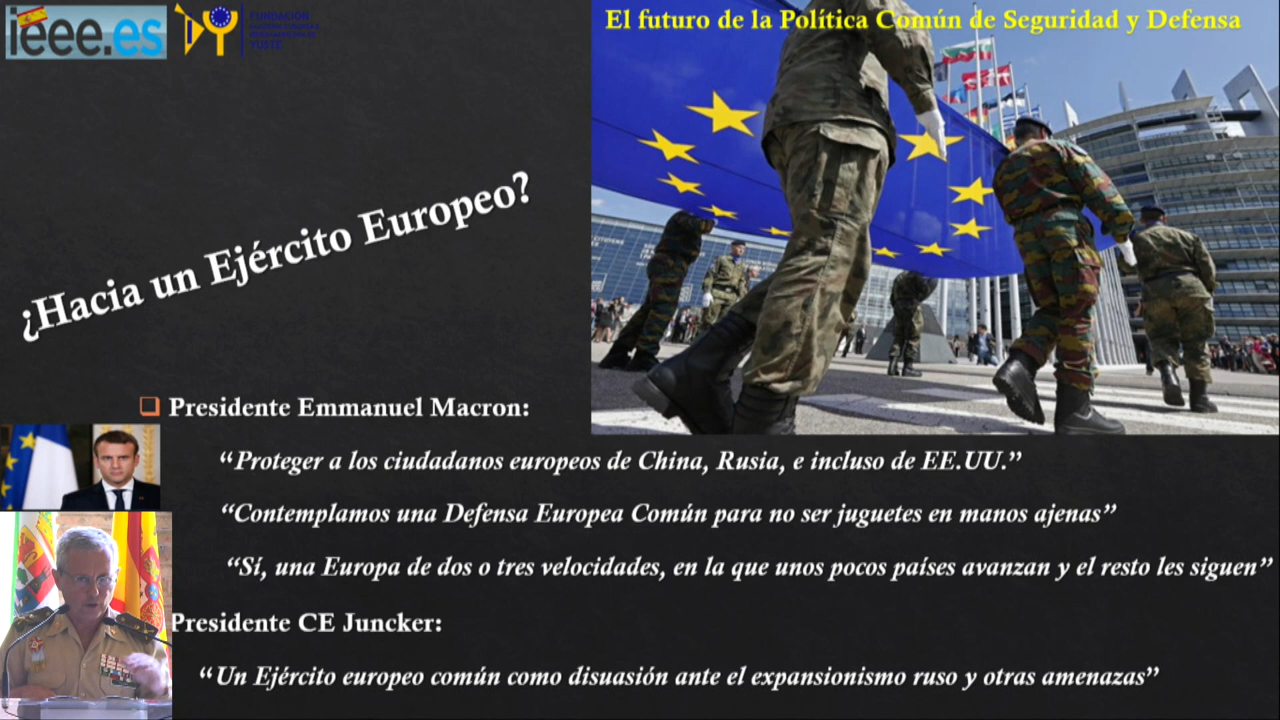 ieee.es
FUNDACIÓN
YUSTE
El futuro de la Política Común de Seguridad y Defensa
¿Hacia un Ejército Europeo?
Presidente Emmanuel Macron:
“Proteger a los ciudadanos europeos de China, Rusia, e incluso de EE.UU.”
“Contemplamos una Defensa Europea Común para no ser juguetes en manos ajenas”
“Sí, una Europa de dos o tres velocidades, en la que unos pocos países avanzan y el resto les siguen”
Presidente CE Juncker:
“Un Ejército europeo común como disuasión ante el expansionismo ruso y otras amenazas”